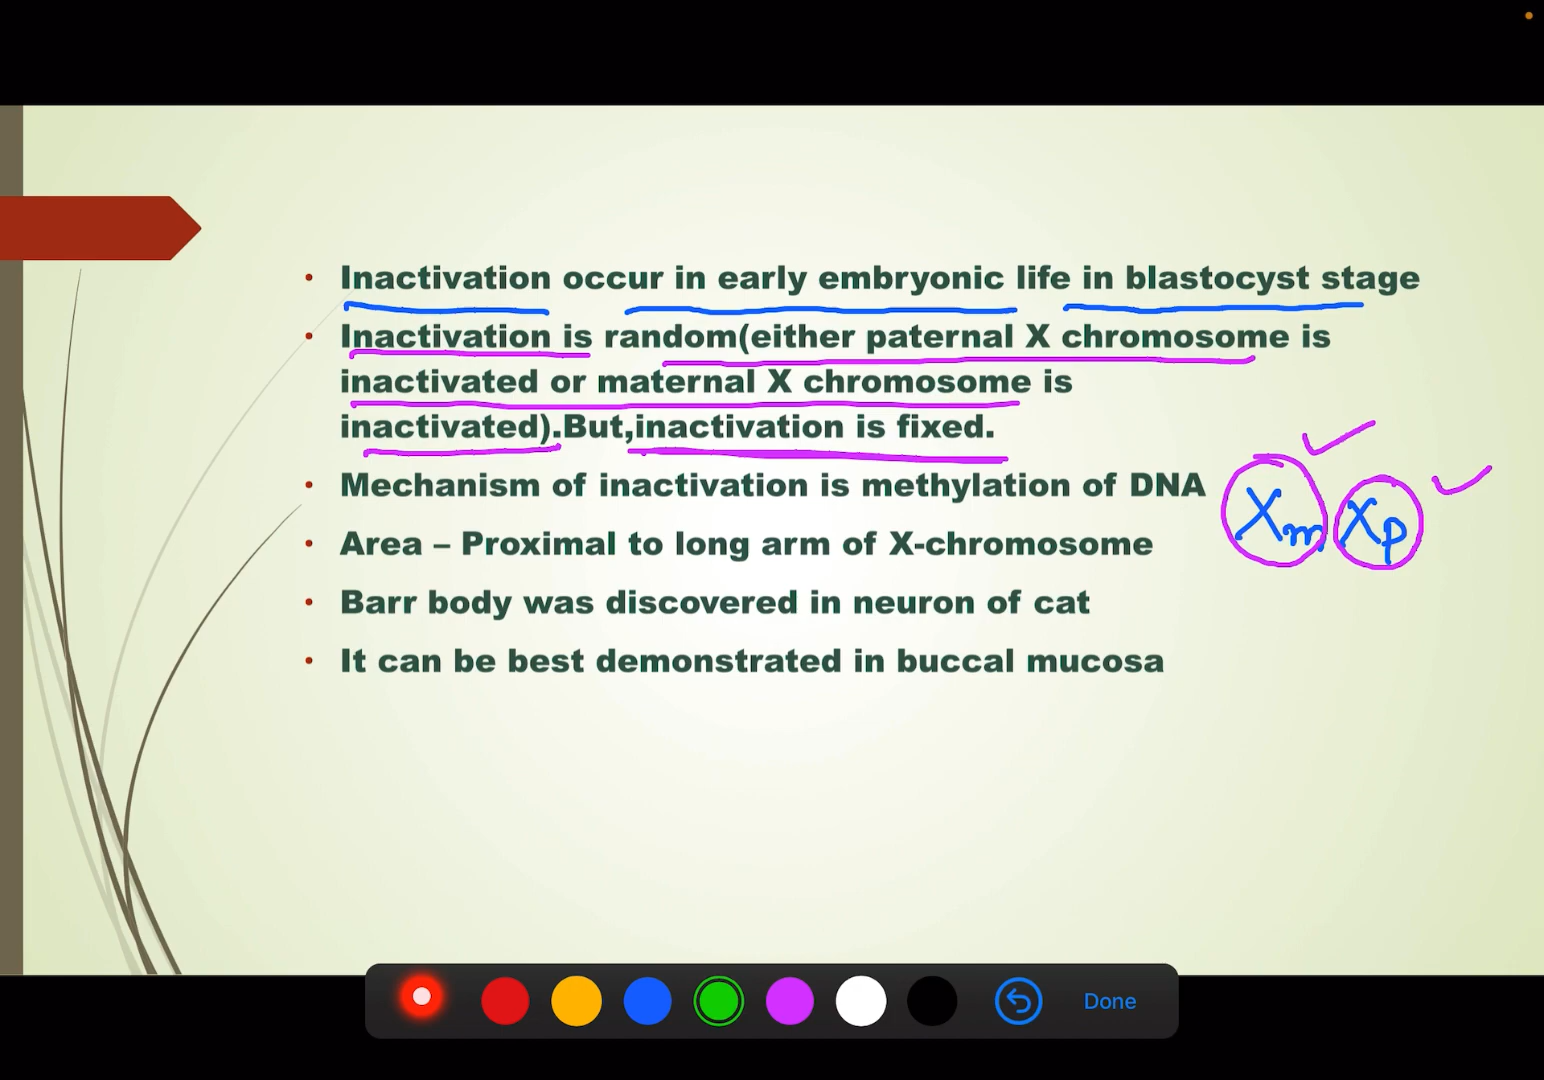 • Inactivation occur in early embryonic life in blastocyst stage
• Inactivation is random(either paternal X chromosome is
inactivated or maternal X chromosome is
inactivated).But,inactivation is fixed.
• Mechanism of inactivation is methylation of DNA
Xm Xp
• Area – Proximal to long arm of X-chromosome
• Barr body was discovered in neuron of cat
• It can be best demonstrated in buccal mucosa
Done